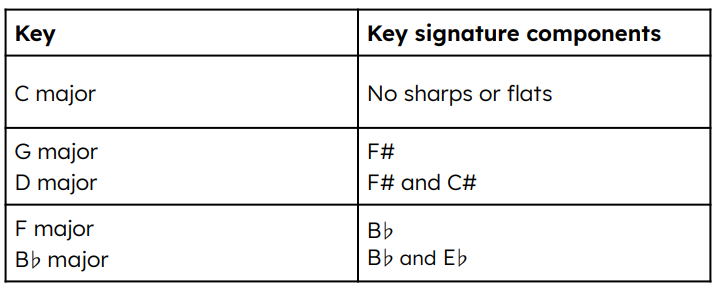 Key Key signature components
C major No sharps or flats
G major F#
D major F# and C#
F major B♭
B♭ major B♭ and E♭